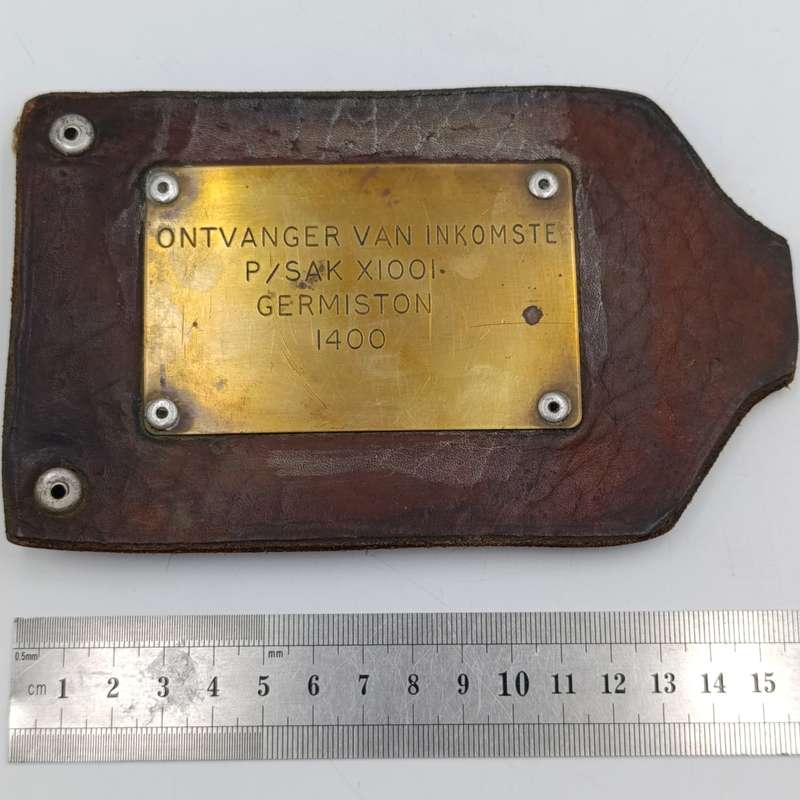 ONTVANGER VAN INKOMSTE
P/SAK X1001
GERMISTON
1400
0.5mm
mm
cm 1 2 3 4 5 6 7 8 9 10 11 12 13 14 15